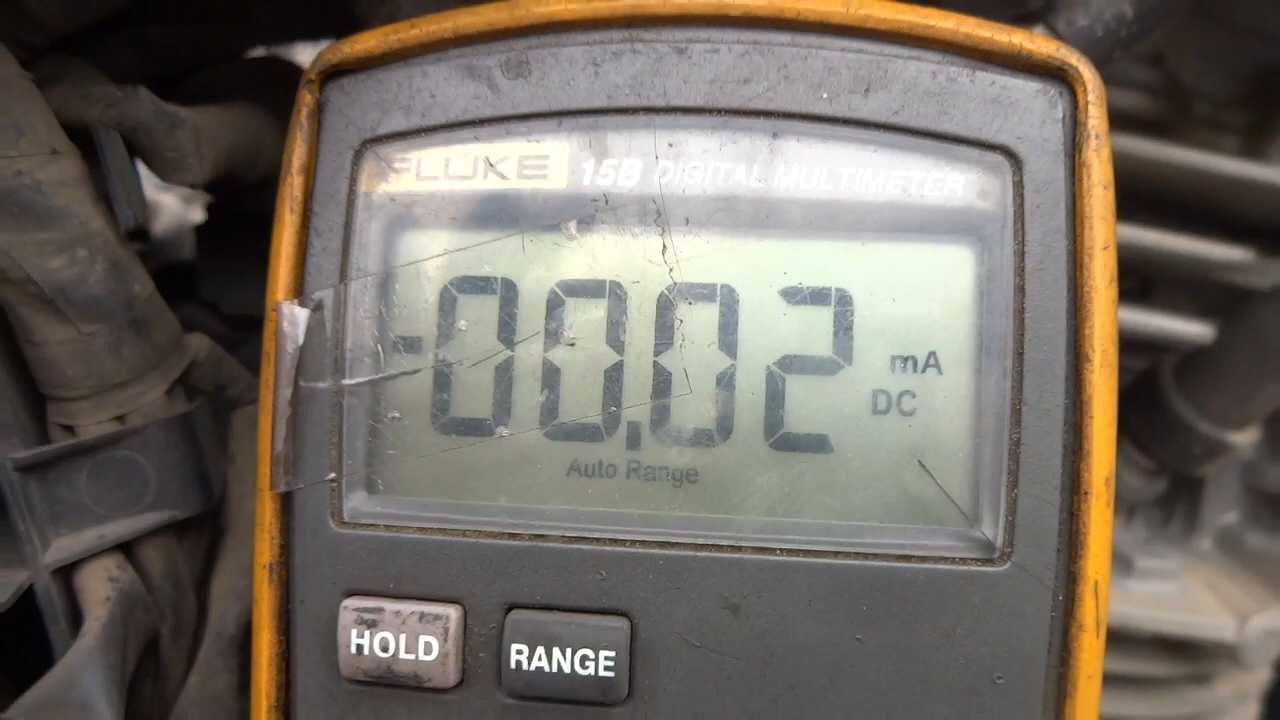 FLUKE 15B DIGITAL MULTIMETER
-00.02 mA
DC
Auto Range
HOLD RANGE